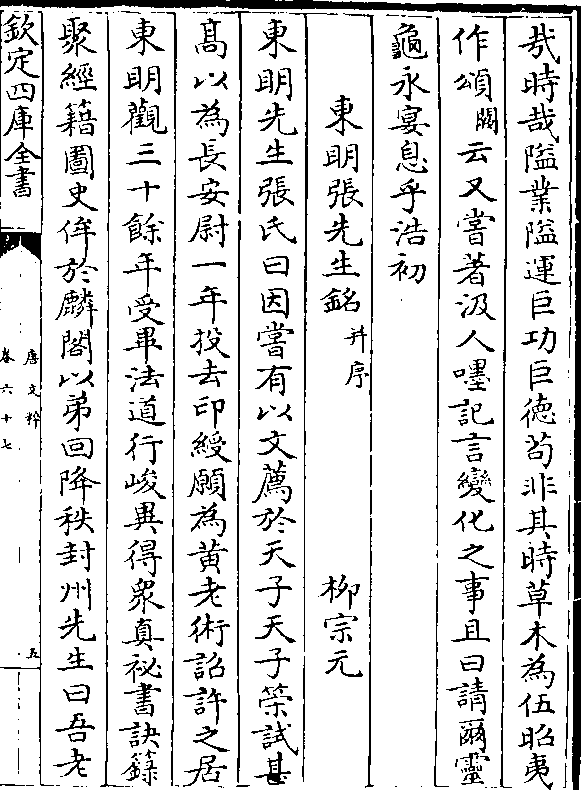 哉時哉隘業隘運巨功巨徳茍非其時草木為伍昭夷
作頌闕云又嘗著汲人嚜記言變化之事且曰請爾靈
龜永宴息乎浩初
東明張先生銘并序 柳宗元
東明先生張氏曰因嘗有以文薦於天子天子策試甚
髙以為長安尉一年投去印綬願為黄老術詔許之居
東明觀三十餘年受畢法道行峻異得衆真祕書訣籙
聚經籍圖史侔於麟閣以弟回降秩封州先生曰吾老
欽定四庫全書
唐文粹
卷六十七
五